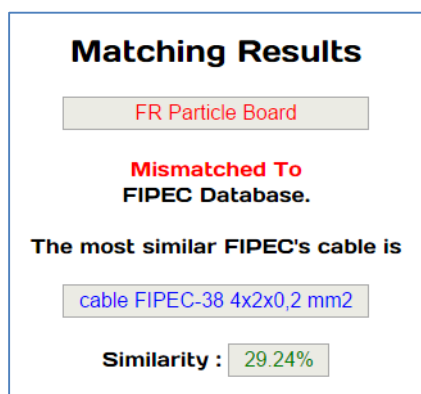 Matching Results
FR Particle Board
Mismatched To
FIPEC Database.
The most similar FIPEC's cable is
cable FIPEC-38 4x2x0,2 mm2
Similarity : 29.24%